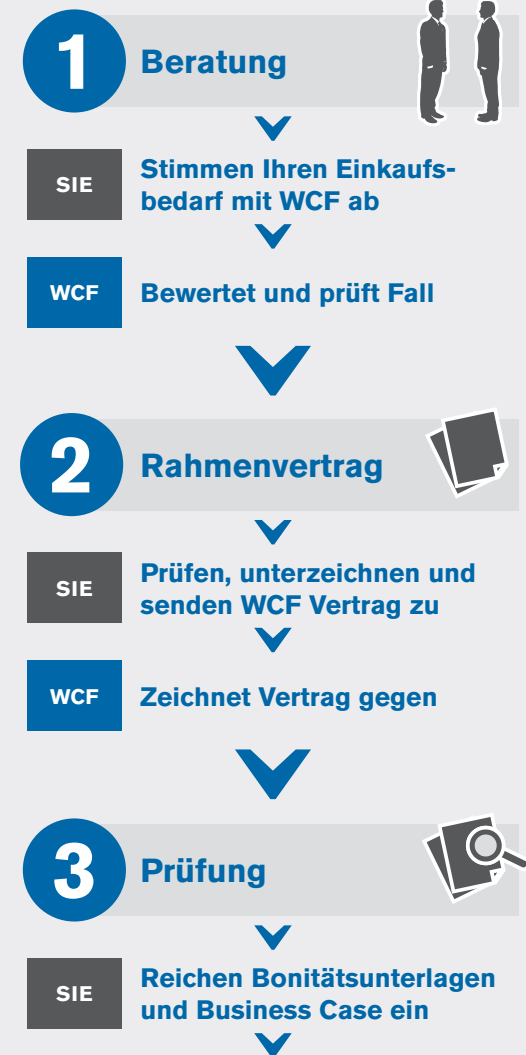 1 Beratung
SIE
Stimmen Ihren Einkaufs-
bedarf mit WCF ab
WCF
Bewertet und prüft Fall
2 Rahmenvertrag
SIE
Prüfen, unterzeichnen und
senden WCF Vertrag zu
WCF
Zeichnet Vertrag gegen
3 Prüfung
SIE
Reichen Bonitätsunterlagen
und Business Case ein